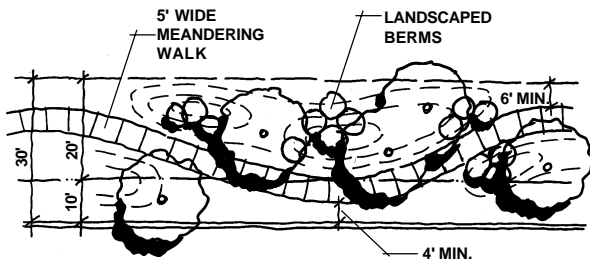 5' WIDE
MEANDERING
WALK
LANDSCAPED
BERMS
6' MIN.
30'
20'
10'
4' MIN.